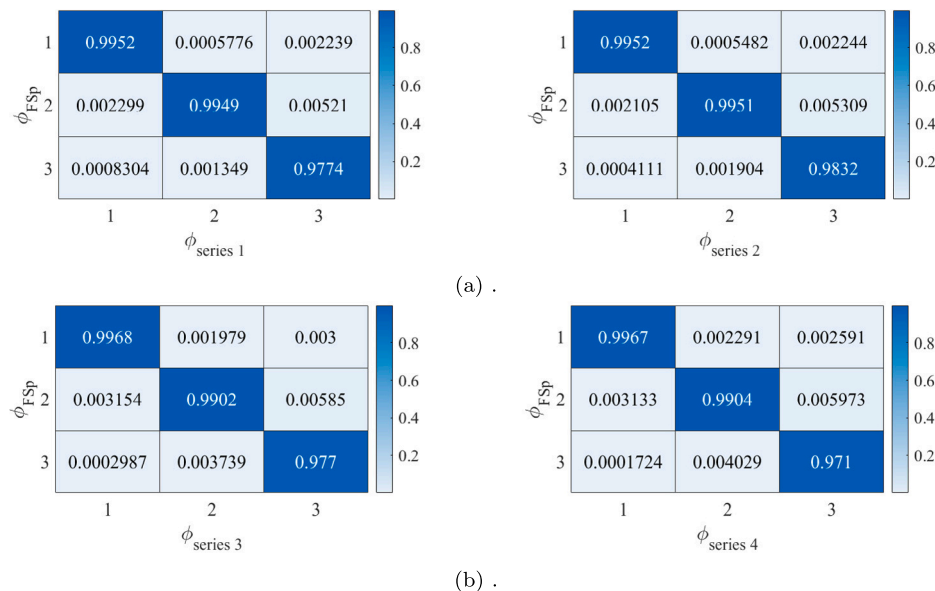 1 0.9952 0.0005776 0.002239
ϕFSp 2 0.002299 0.9949 0.00521
3 0.0008304 0.001349 0.9774
1 2 3
ϕseries 1
0.8
0.6
0.4
0.2
1 0.9952 0.0005482 0.002244
ϕFSp 2 0.002105 0.9951 0.005309
3 0.0004111 0.001904 0.9832
1 2 3
ϕseries 2
0.8
0.6
0.4
0.2
(a) .
1 0.9968 0.001979 0.003
ϕFSp 2 0.003154 0.9902 0.00585
3 0.0002987 0.003739 0.977
1 2 3
ϕseries 3
0.8
0.6
0.4
0.2
1 0.9967 0.002291 0.002591
ϕFSp 2 0.003133 0.9904 0.005973
3 0.0001724 0.004029 0.971
1 2 3
ϕseries 4
0.8
0.6
0.4
0.2
(b) .